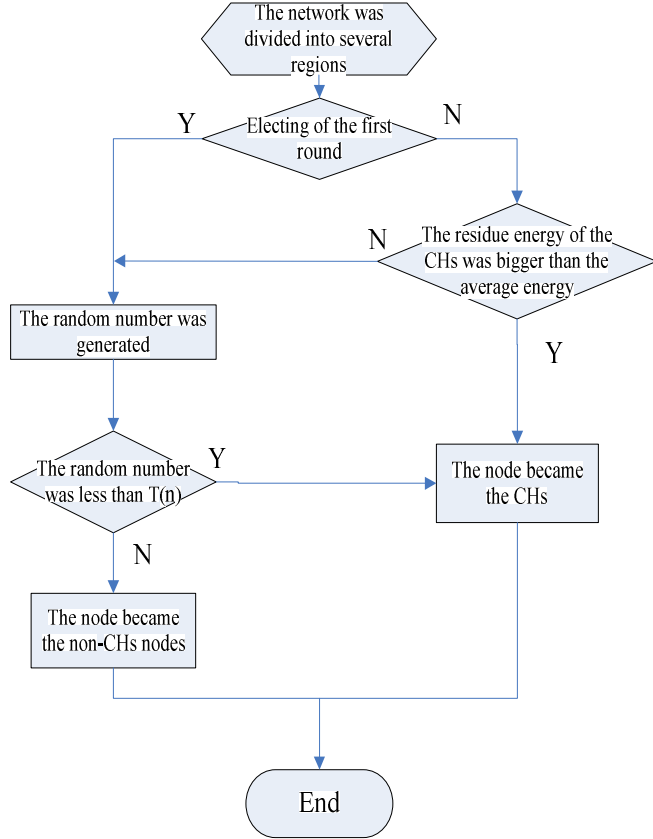 The network was
divided into several
regions
Y
Electing of the first
round
N
N
The residue energy of the
CHs was bigger than the
average energy
The random number was
generated
Y
The random number
was less than T(n)
Y
The node became
the CHs
N
The node became
the non-CHs nodes
End